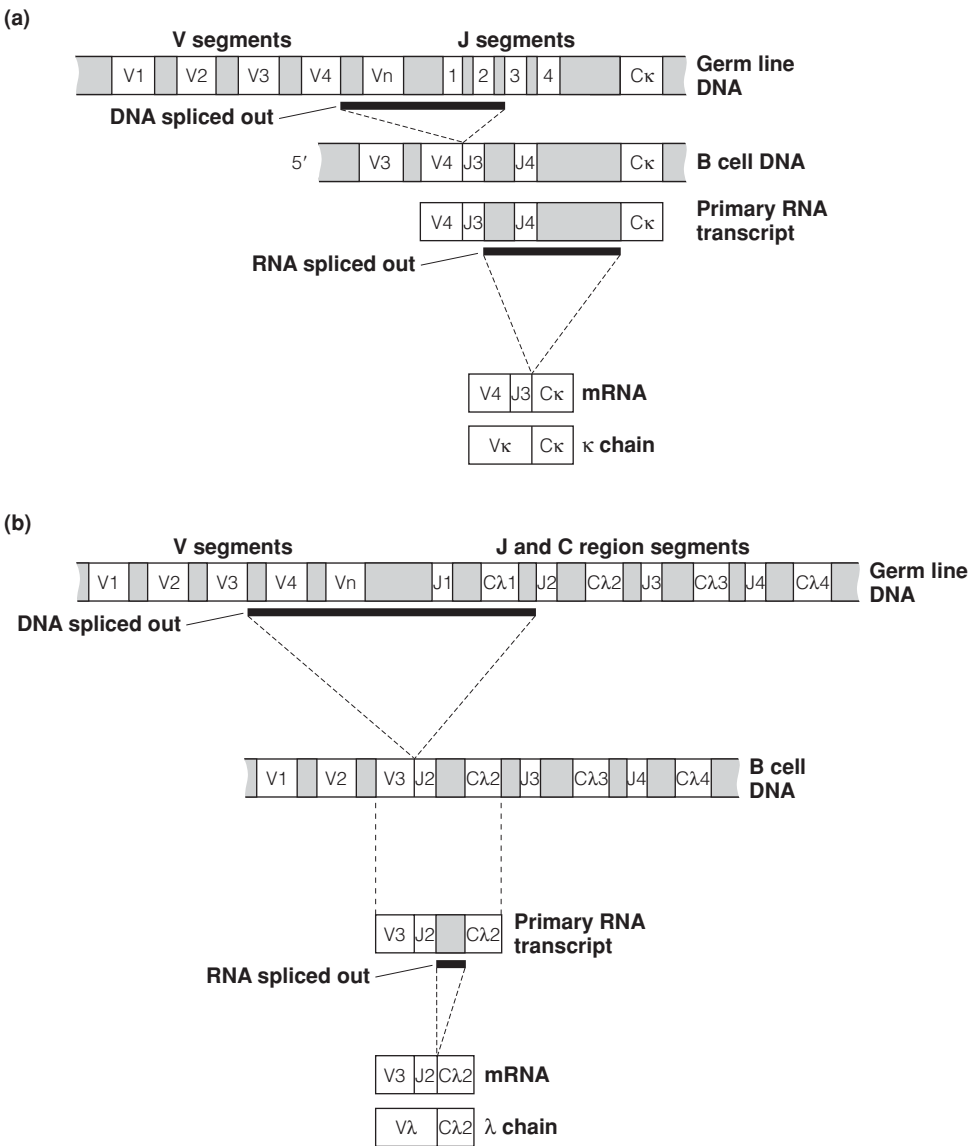 (a)
V segments J segments
V1 V2 V3 V4 Vn 1 2 3 4 Cκ Germ line
DNA
DNA spliced out
5′ V3 V4 J3 J4 Cκ B cell DNA
V4 J3 J4 Cκ Primary RNA
transcript
RNA spliced out
V4 J3 Cκ mRNA
Vκ Cκ κ chain
(b)
V segments J and C region segments
V1 V2 V3 V4 Vn J1 Cλ1 J2 Cλ2 J3 Cλ3 J4 Cλ4 Germ line
DNA
DNA spliced out
V1 V2 V3 J2 Cλ2 J3 Cλ3 J4 Cλ4 B cell
DNA
V3 J2 Cλ2 Primary RNA
transcript
RNA spliced out
V3 J2 Cλ2 mRNA
Vλ Cλ2 λ chain